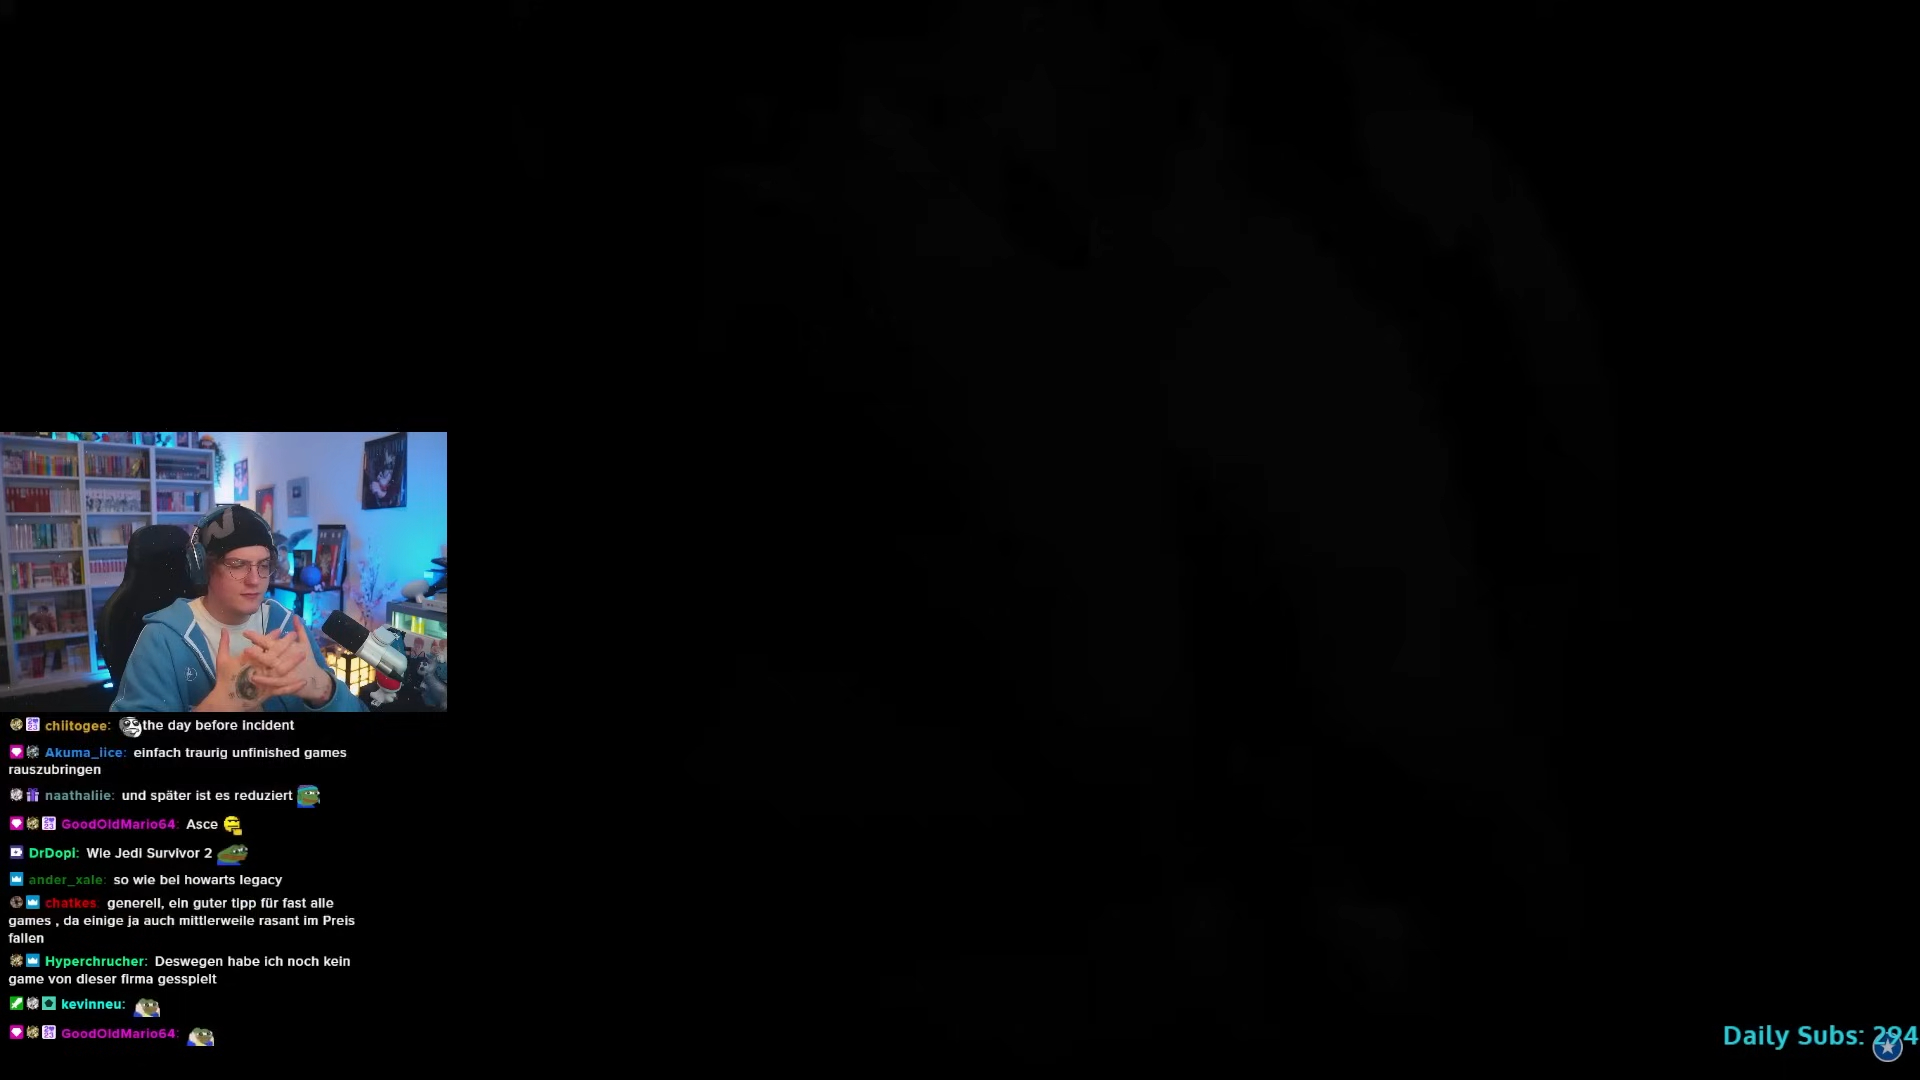 chiitogee: the day before incident
Akuma_iice: einfach traurig unfinished games
rauszubringen
naathaliie: und später ist es reduziert
GoodOldMario64: Asce
DrDopi: Wie Jedi Survivor 2
ander_xale: so wie bei howarts legacy
chatkes: generell, ein guter tipp für fast alle
games , da einige ja auch mittlerweile rasant im Preis
fallen
Hyperchrucher: Deswegen habe ich noch kein
game von dieser firma gesspielt
kevinneu:
GoodOldMario64:
Daily Subs: 294